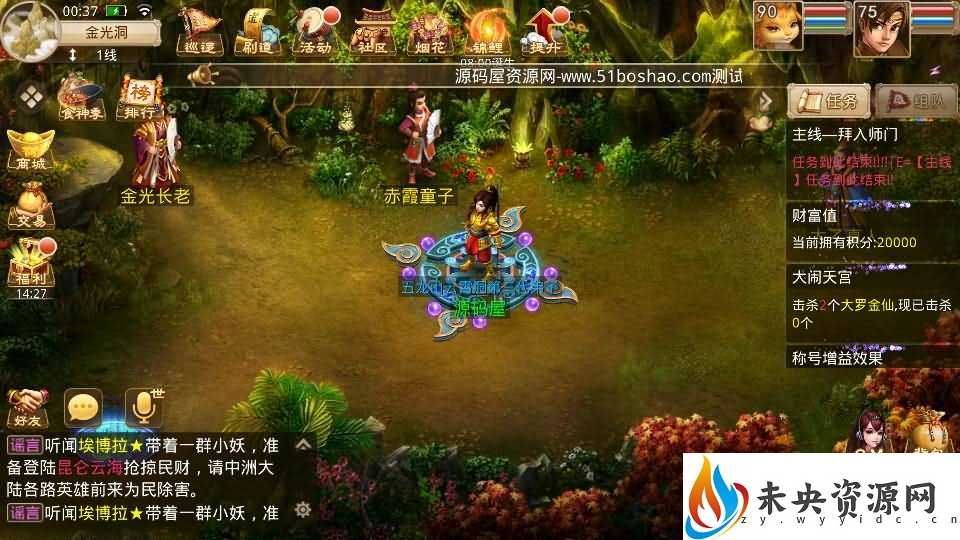 00:37
金光洞
1线
巡逻
刷道
活动
社区
烟花
锦鲤
提升
90
75
源码屋资源网-www.51boshao.com测试
食神享
排行
榜
商城
交易
福利
14:27
金光长老
赤霞童子
源码屋
任务
组队
主线—拜入师门
任务到此结束!!!!E=【主线
】任务到此结束!!
财富值
当前拥有积分:20000
大闹天宫
击杀2个大罗金仙,现已击杀
0个
称号增益效果
好友
世
谣言 听闻埃博拉★带着一群小妖，准
备登陆昆仑云海抢掠民财，请中洲大
陆各路英雄前来为民除害。
谣言 听闻埃博拉★带着一群小妖，准
未央资源网
zy.wyyidc.cn